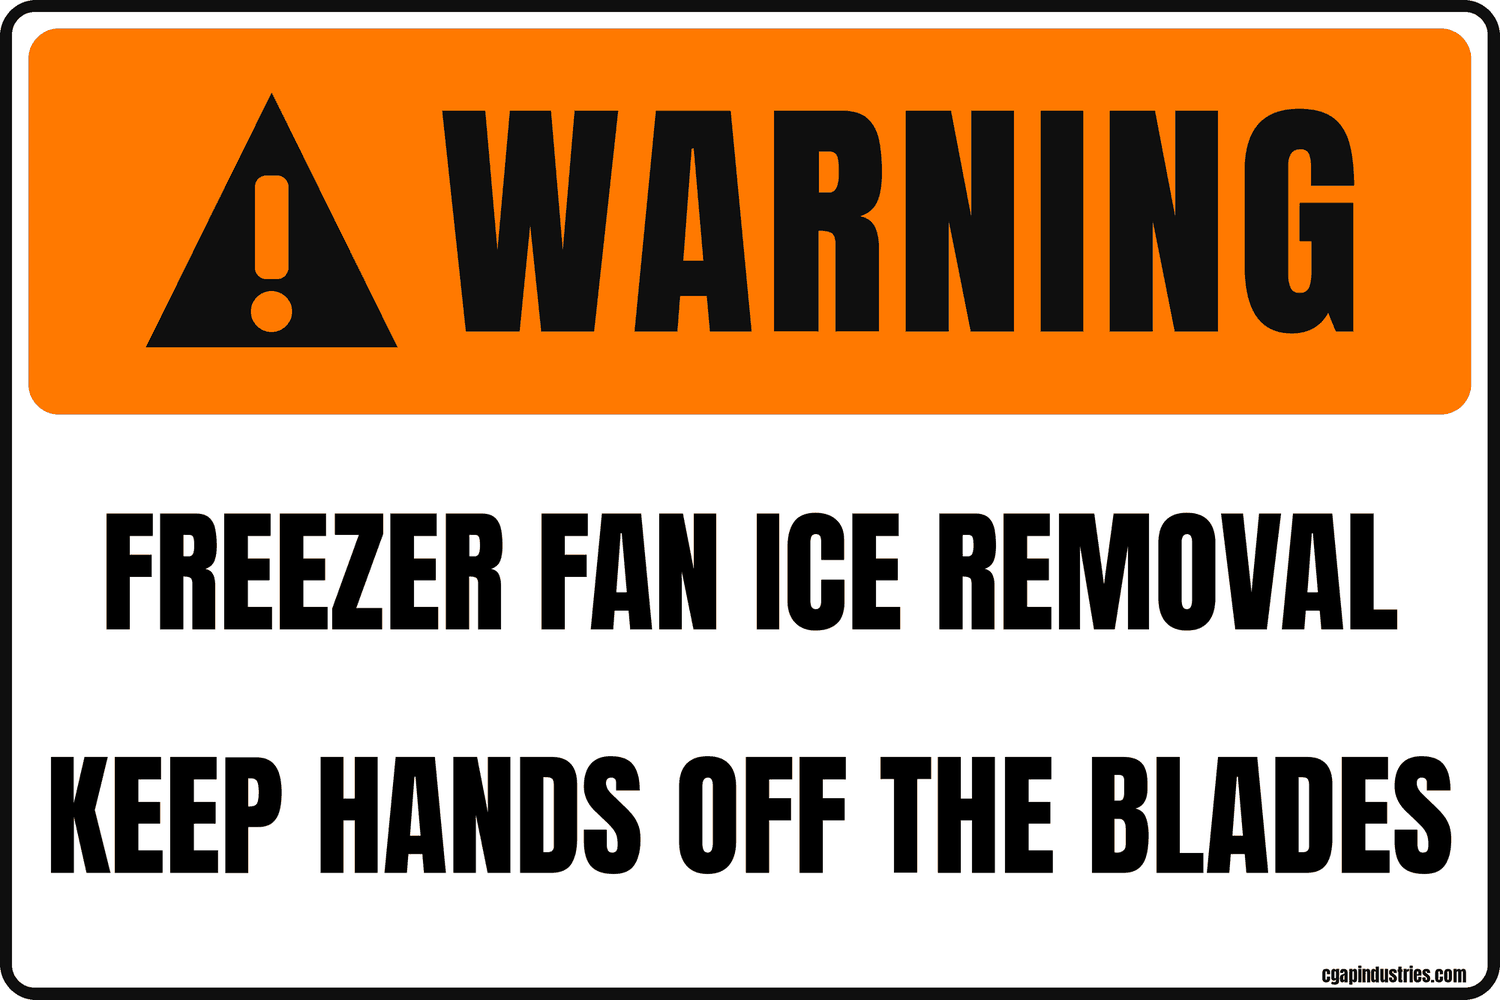 WARNING
FREEZER FAN ICE REMOVAL
KEEP HANDS OFF THE BLADES
cgapindustries.com